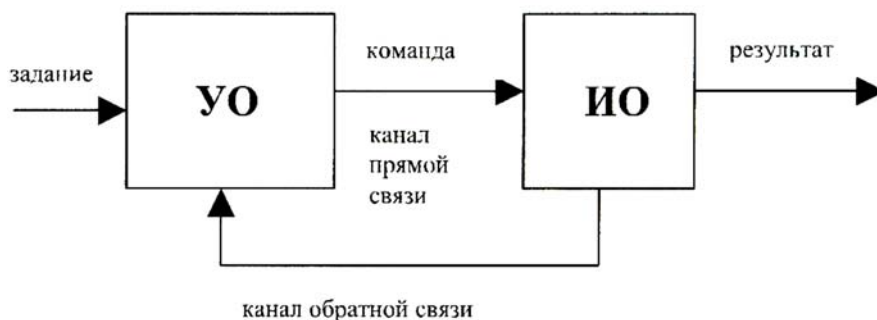 задание
УО
команда
канал
прямой
связи
ИО
результат
канал обратной связи